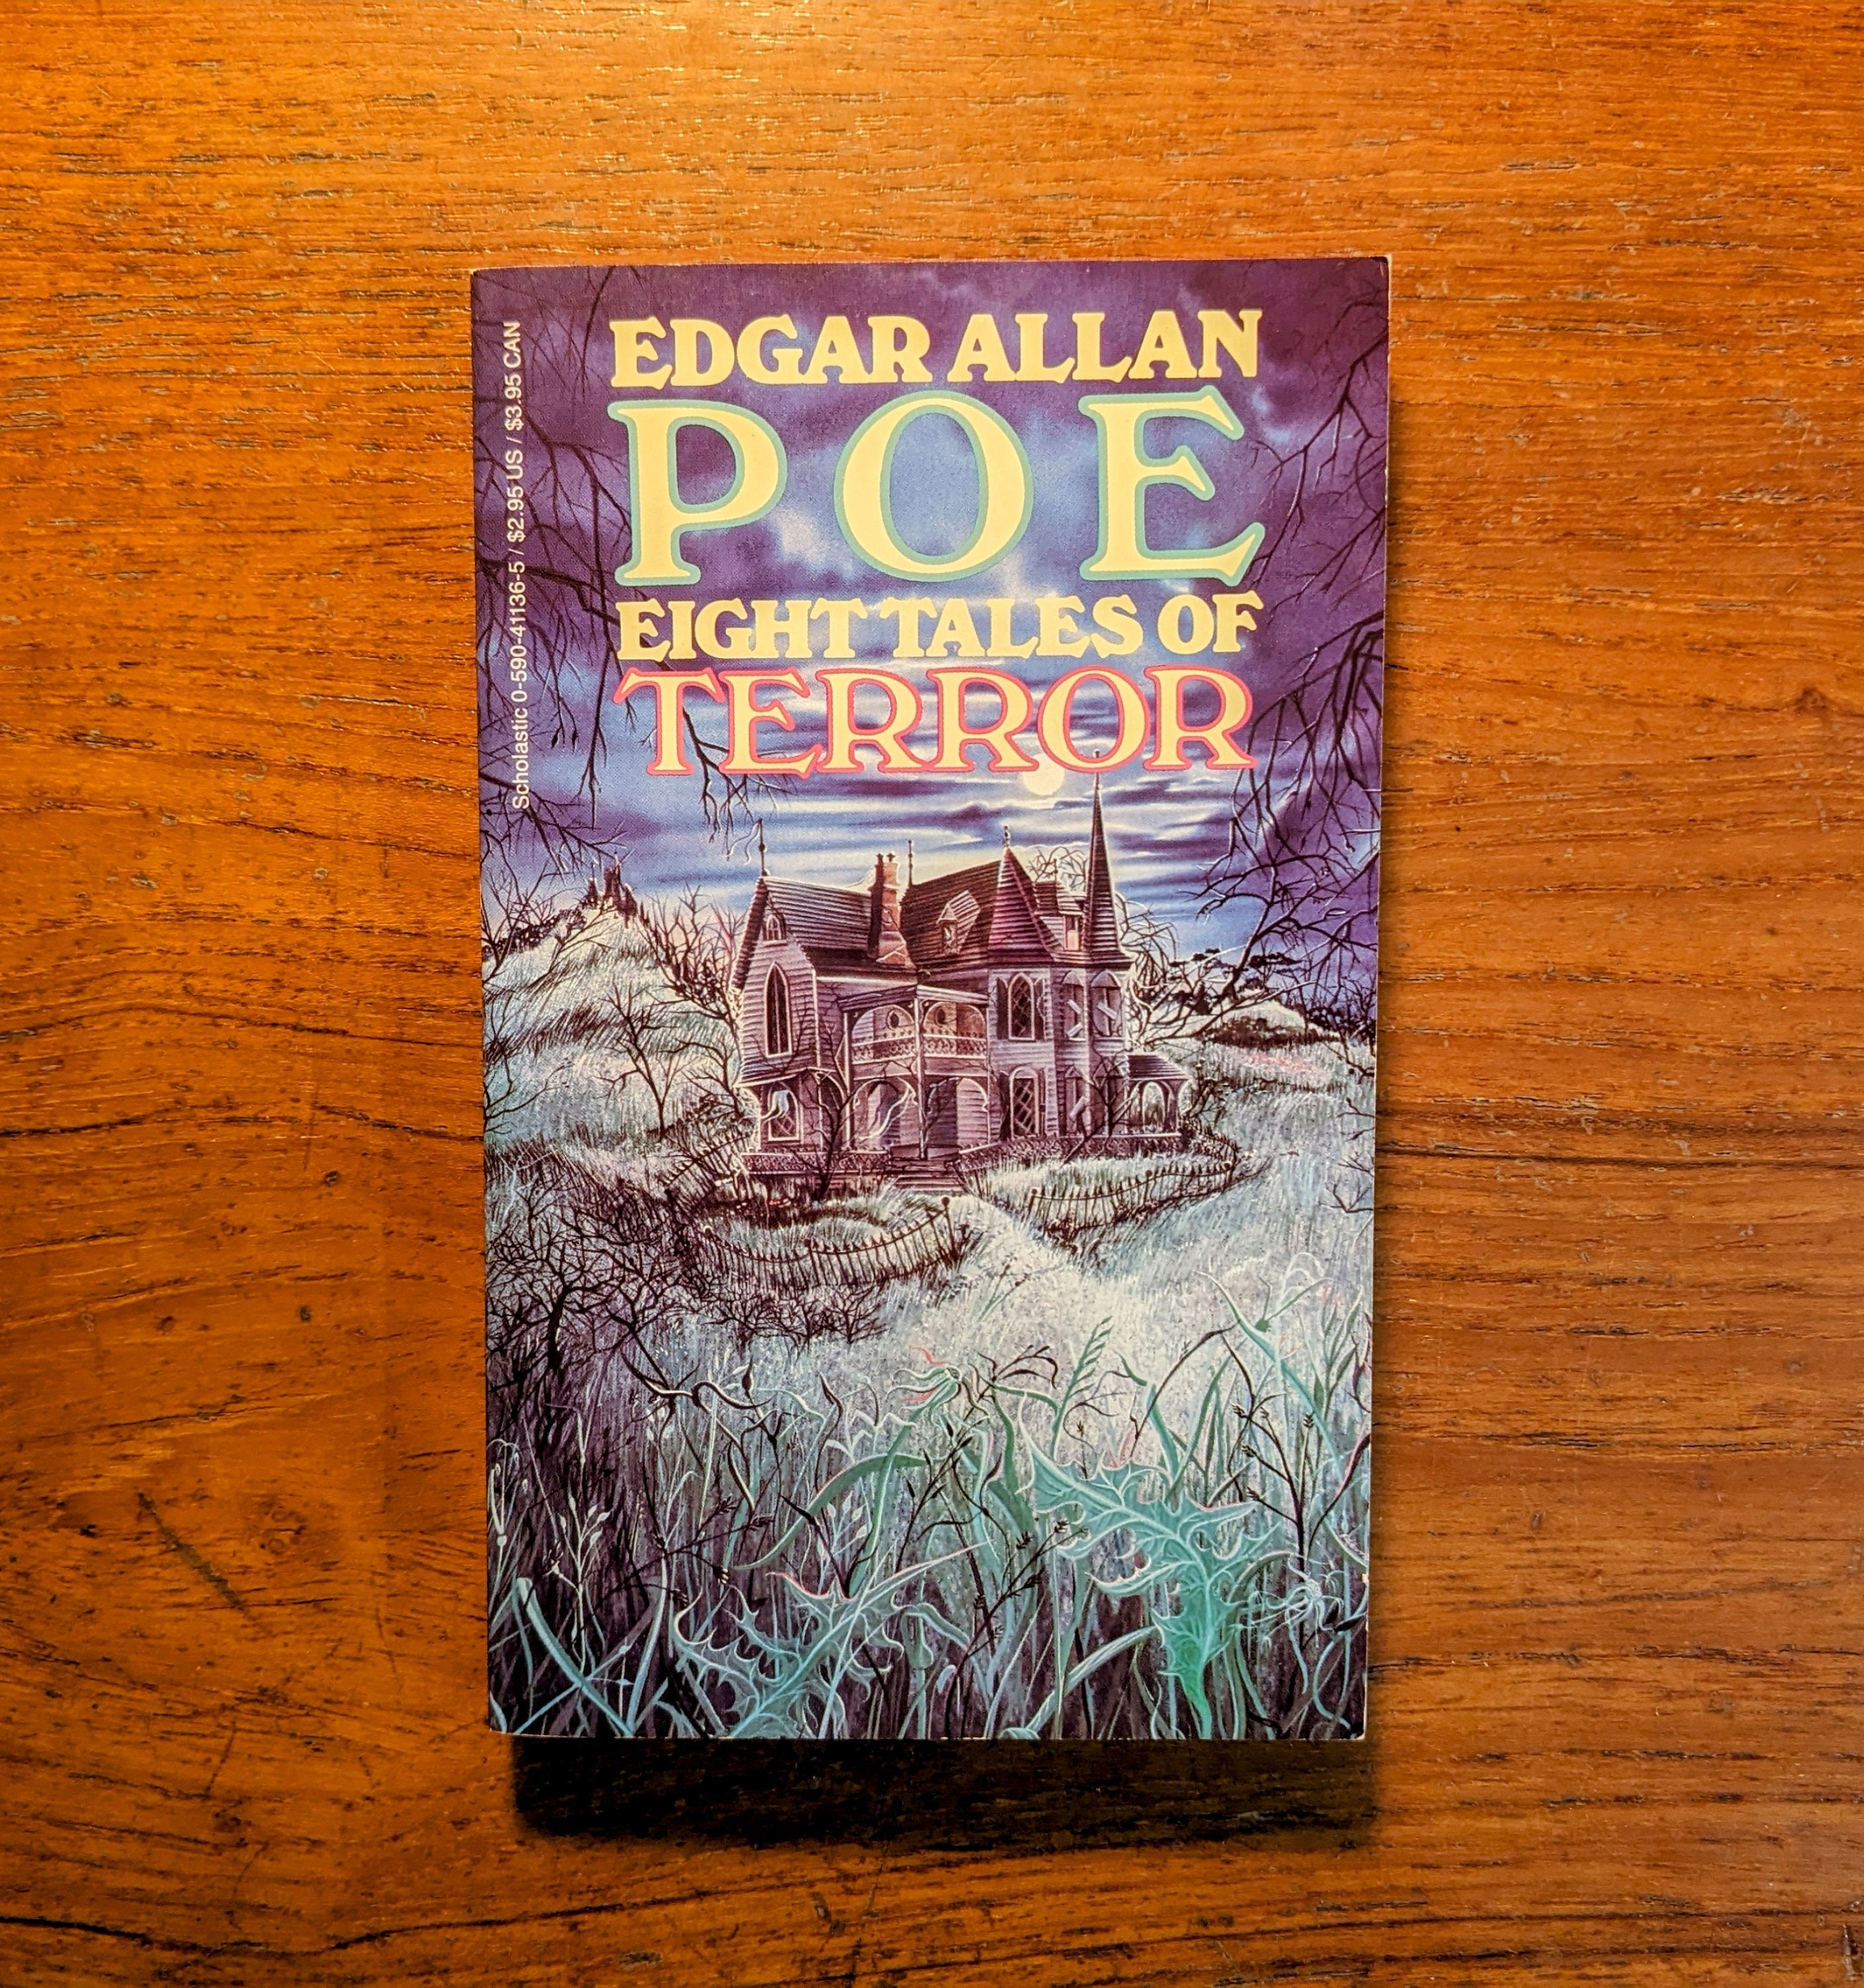 EDGAR ALLAN
POE
EIGHT TALES OF
TERROR
Scholastic 0-590-41136-5 / $2.95 US / $3.95 CAN